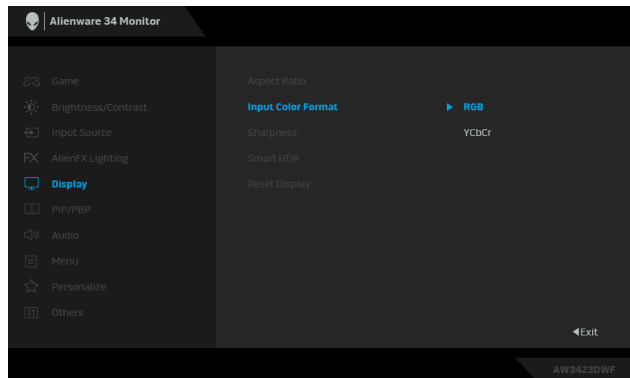 Alienware 34 Monitor
Game
Aspect Ratio
Brightness/Contrast
Input Color Format
RGB
Input Source
Sharpness
YCbCr
AlienFX Lighting
Smart HDR
Display
Reset Display
PIP/PBP
Audio
Menu
Personalize
Others
Exit
AW3423DWF